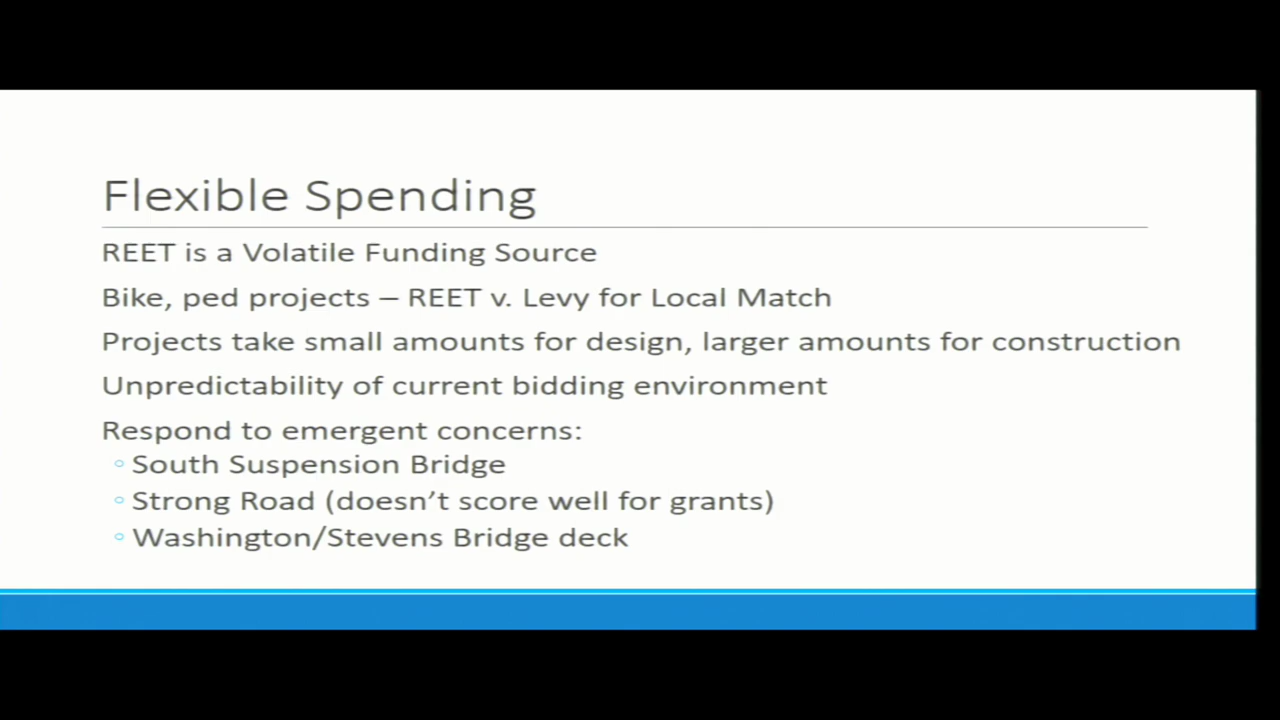 Flexible Spending
REET is a Volatile Funding Source
Bike, ped projects – REET v. Levy for Local Match
Projects take small amounts for design, larger amounts for construction
Unpredictability of current bidding environment
Respond to emergent concerns:
◦ South Suspension Bridge
◦ Strong Road (doesn’t score well for grants)
◦ Washington/Stevens Bridge deck